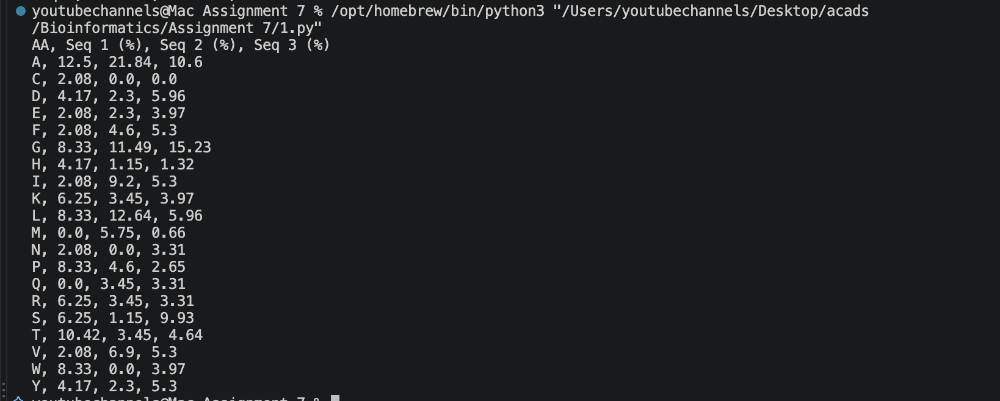 youtubechannels@Mac Assignment 7 % /opt/homebrew/bin/python3 "/Users/youtubechannels/Desktop/acads
/Bioinformatics/Assignment 7/1.py"
AA, Seq 1 (%), Seq 2 (%), Seq 3 (%)
A, 12.5, 21.84, 10.6
C, 2.08, 0.0, 0.0
D, 4.17, 2.3, 5.96
E, 2.08, 2.3, 3.97
F, 2.08, 4.6, 5.3
G, 8.33, 11.49, 15.23
H, 4.17, 1.15, 1.32
I, 2.08, 9.2, 5.3
K, 6.25, 3.45, 3.97
L, 8.33, 12.64, 5.96
M, 0.0, 5.75, 0.66
N, 2.08, 0.0, 3.31
P, 8.33, 4.6, 2.65
Q, 0.0, 3.45, 3.31
R, 6.25, 3.45, 3.31
S, 6.25, 1.15, 9.93
T, 10.42, 3.45, 4.64
V, 2.08, 6.9, 5.3
W, 8.33, 0.0, 3.97
Y, 4.17, 2.3, 5.3
youtubechannels@Mac Assignment 7 %